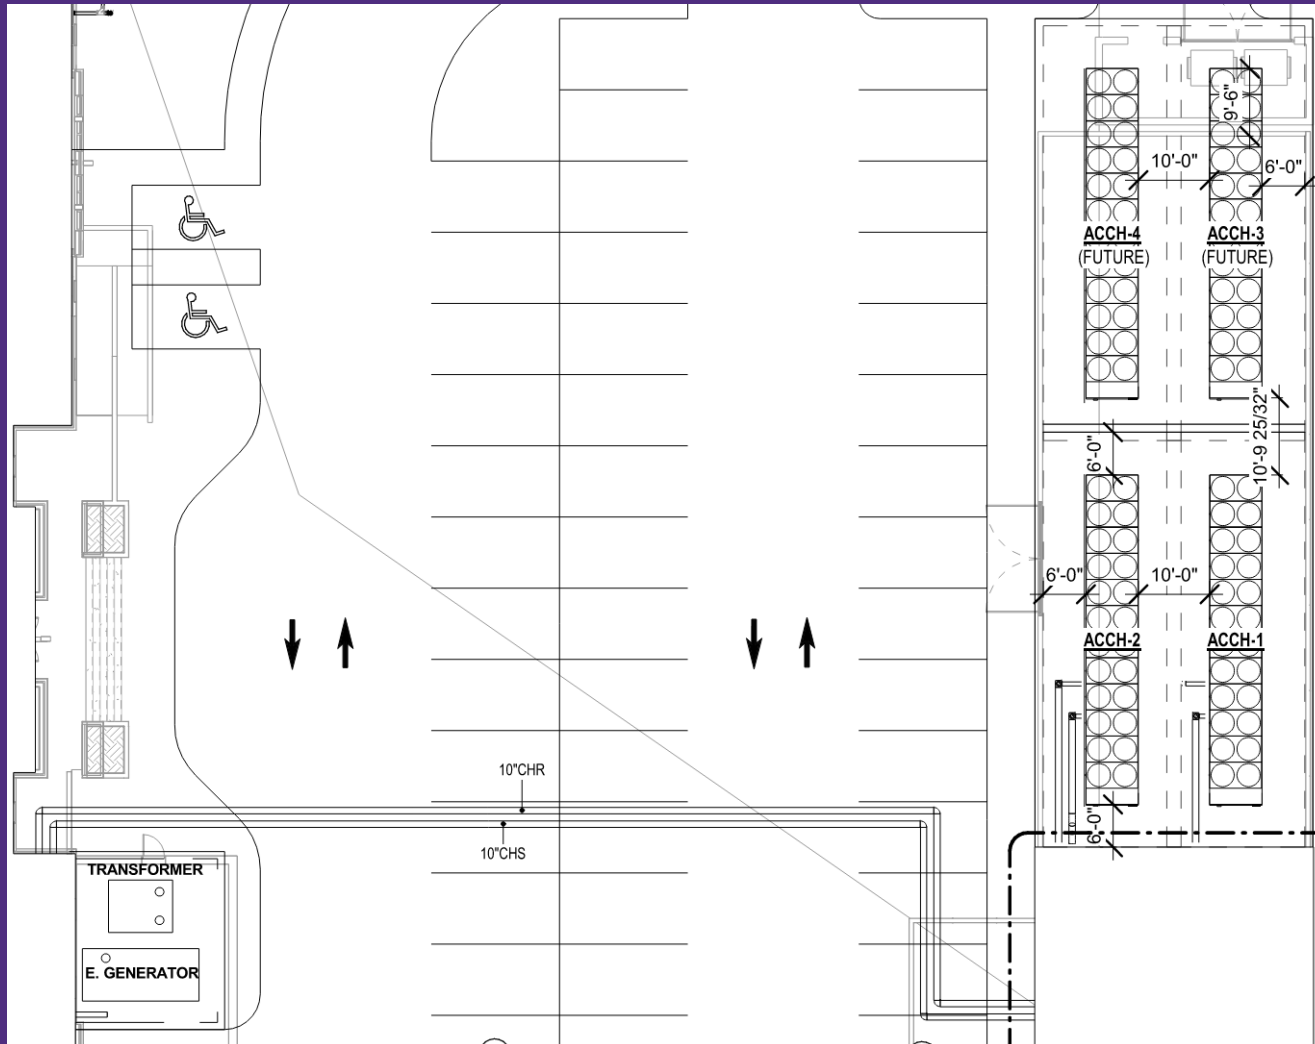 9'-6"
10'-0"
6'-0"
ACCH-4
(FUTURE)
ACCH-3
(FUTURE)
10'-9 25/32"
6'-0"
6'-0"
10'-0"
ACCH-2
ACCH-1
10"CHR
6'-0"
10"CHS
TRANSFORMER
E. GENERATOR